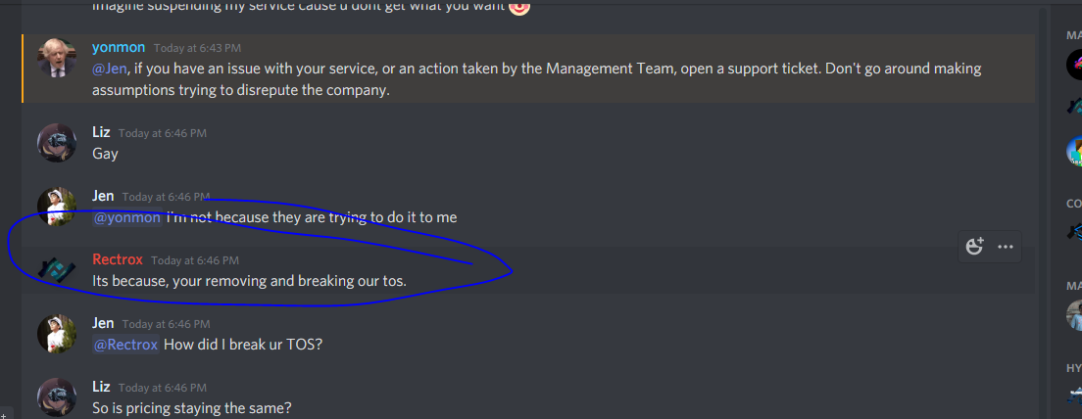 imagine suspending my service cause u dont get what you want
yonmon Today at 6:43 PM
@Jen, if you have an issue with your service, or an action taken by the Management Team, open a support ticket. Don't go around making
assumptions trying to disrepute the company.
Liz Today at 6:46 PM
Gay
Jen Today at 6:46 PM
@yonmon I'm not because they are trying to do it to me
Rectrox Today at 6:46 PM
Its because, your removing and breaking our tos.
Jen Today at 6:46 PM
@Rectrox How did I break ur TOS?
Liz Today at 6:46 PM
So is pricing staying the same?
MA
CO
MA
HY